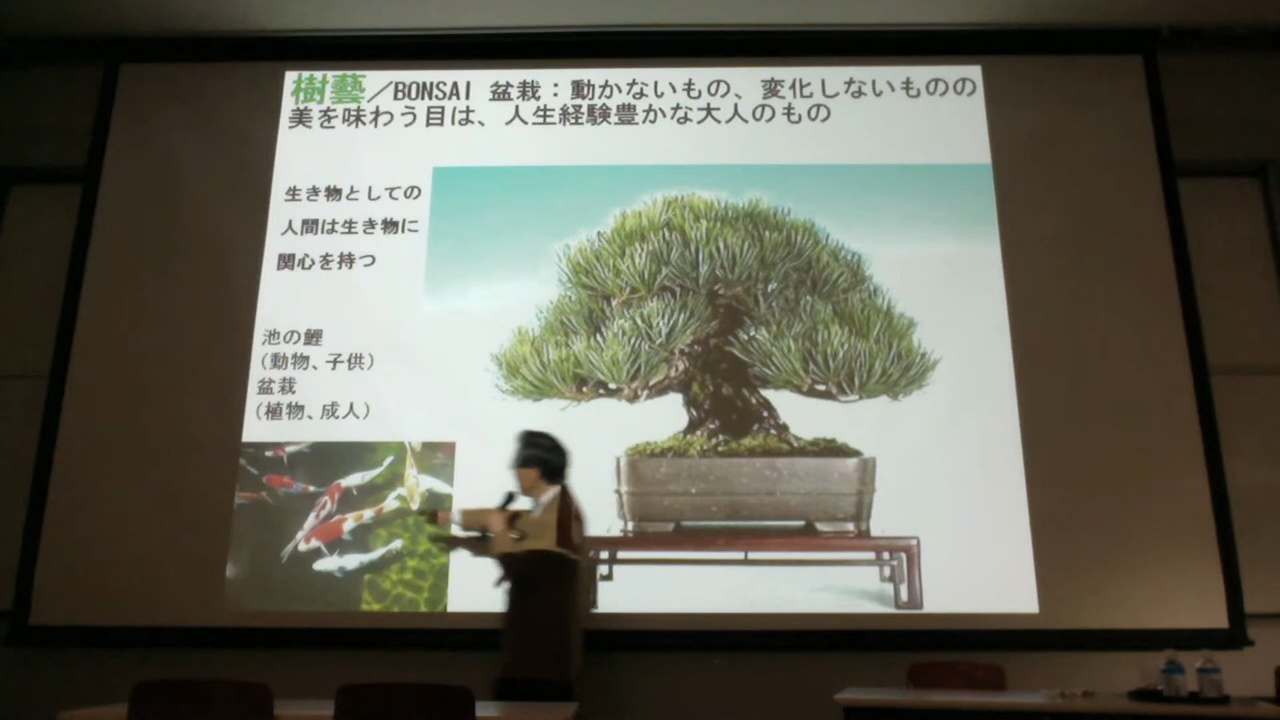 樹藝／BONSAI 盆栽：動かないもの、変化しないものの
美を味わう目は、人生経験豊かな大人のもの
生き物としての
人間は生き物に
関心を持つ
池の鯉
（動物、子供）
盆栽
（植物、成人）